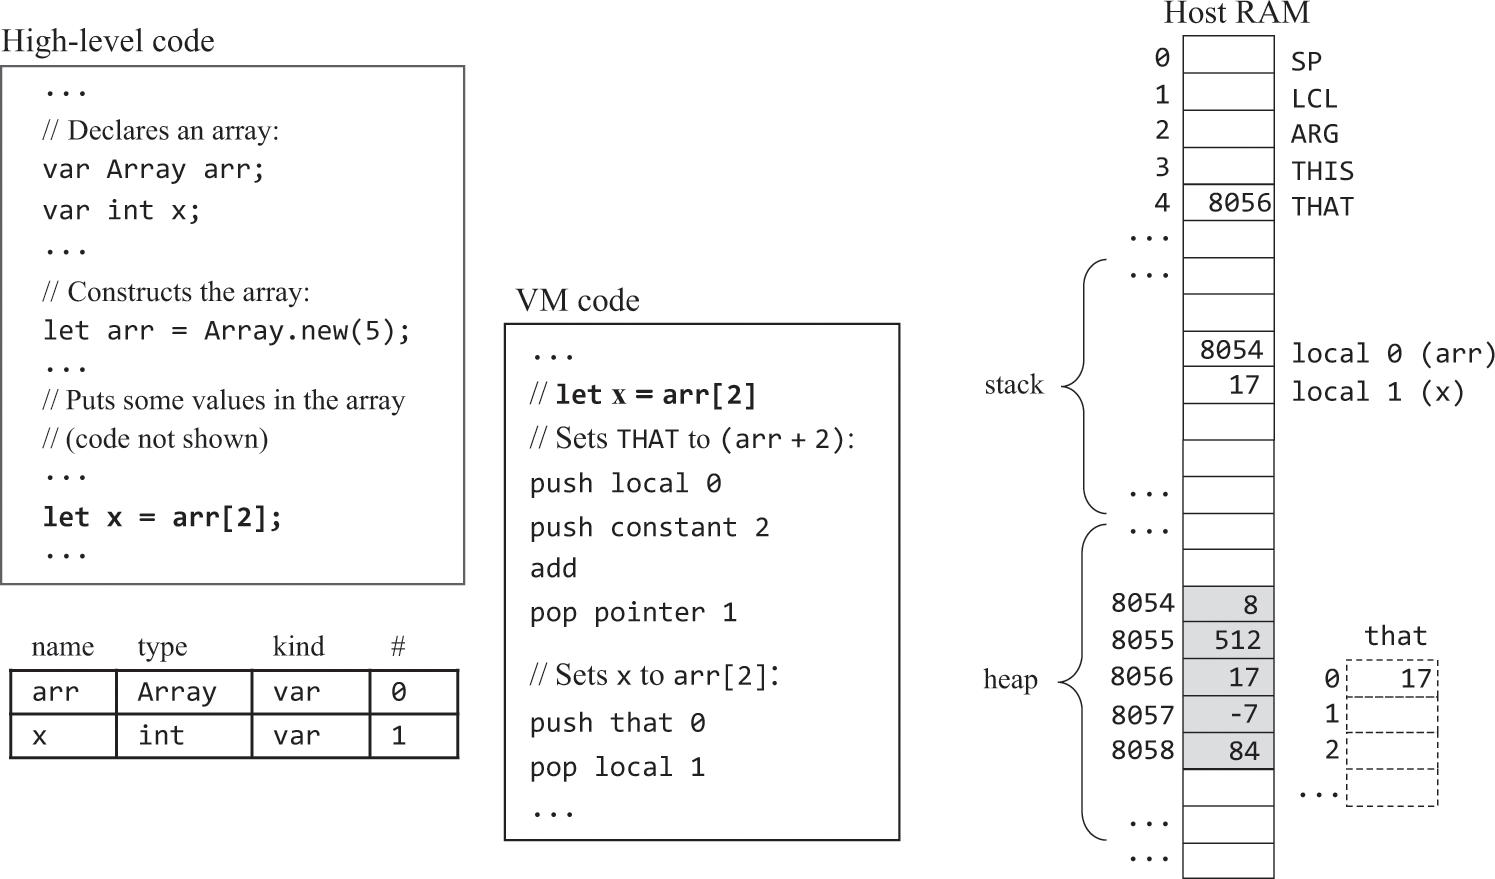 High-level code
...
// Declares an array:
var Array arr;
var int x;
...
// Constructs the array:
let arr = Array.new(5);
...
// Puts some values in the array
// (code not shown)
...
let x = arr[2];
...
name type kind #
arr Array var 0
x int var 1
VM code
...
// let x = arr[2]
// Sets THAT to (arr + 2):
push local 0
push constant 2
add
pop pointer 1
// Sets x to arr[2]:
push that 0
pop local 1
...
Host RAM
0 SP
1 LCL
2 ARG
3 THIS
4 8056 THAT
...
...
8054 local 0 (arr)
stack 17 local 1 (x)
...
...
8054 8
8055 512
heap 8056 17
8057 -7
8058 84
...
...
that
0 17
1
2
...